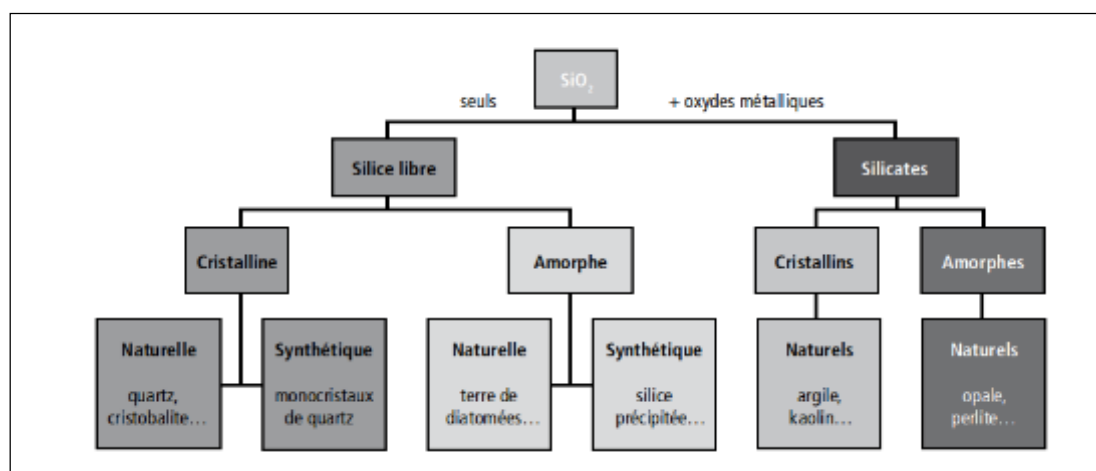 SiO₂
seuls
+ oxydes métalliques
Silice libre
Silicates
Cristalline
Amorphe
Cristallins
Amorphes
Naturelle
quartz,
cristobalite…
Synthétique
monocristaux
de quartz
Naturelle
terre de
diatomées…
Synthétique
silice
précipitée…
Naturels
argile,
kaolin…
Naturels
opale,
perlite…